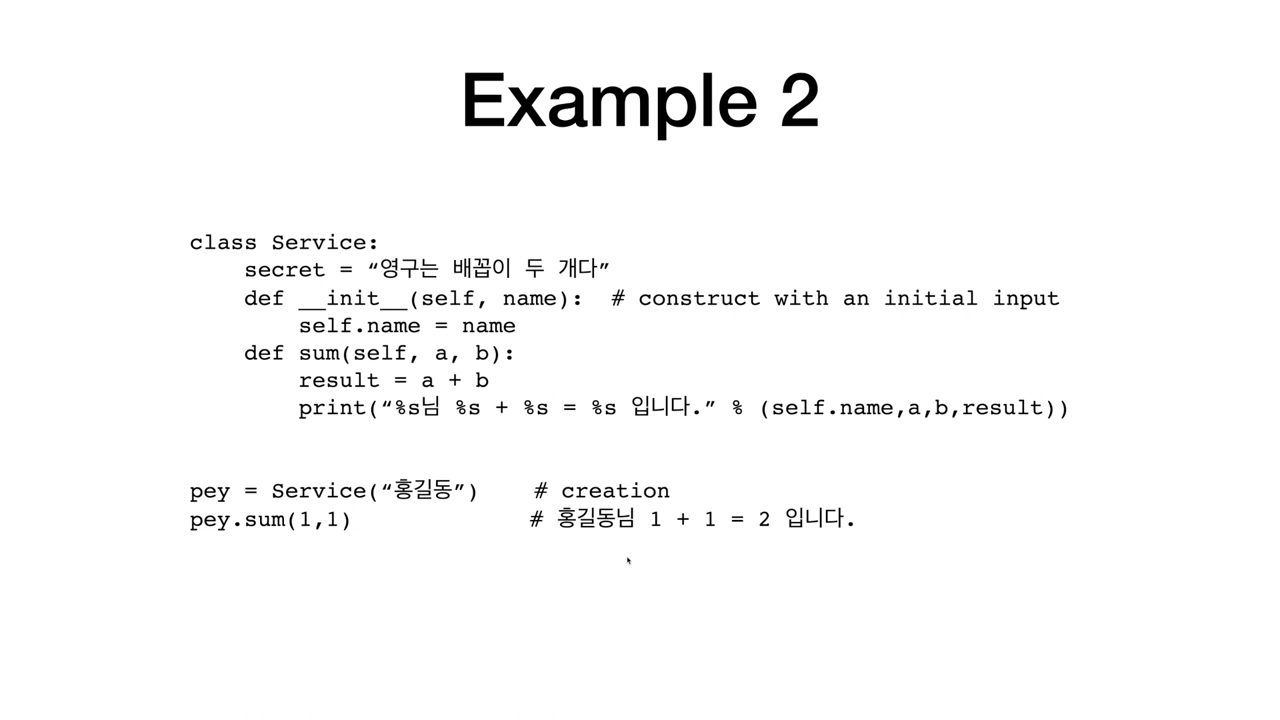 Example 2
class Service:
    secret = “영구는 배꼽이 두 개다”
    def __init__(self, name):  # construct with an initial input
        self.name = name
    def sum(self, a, b):
        result = a + b
        print(“%s님 %s + %s = %s 입니다.” % (self.name,a,b,result))
pey = Service(“홍길동”)    # creation
pey.sum(1,1)             # 홍길동님 1 + 1 = 2 입니다.